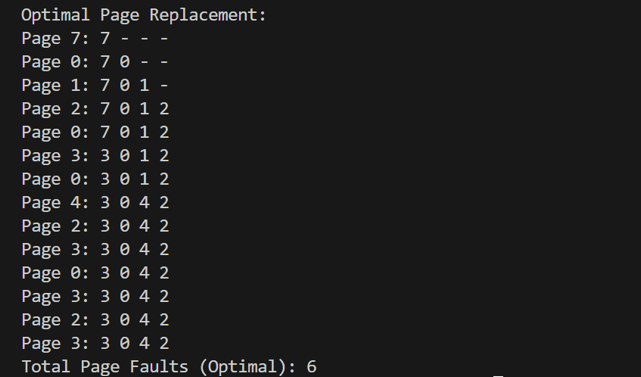 Optimal Page Replacement:
Page 7: 7 - - -
Page 0: 7 0 - -
Page 1: 7 0 1 -
Page 2: 7 0 1 2
Page 0: 7 0 1 2
Page 3: 3 0 1 2
Page 0: 3 0 1 2
Page 4: 3 0 4 2
Page 2: 3 0 4 2
Page 3: 3 0 4 2
Page 0: 3 0 4 2
Page 3: 3 0 4 2
Page 2: 3 0 4 2
Page 3: 3 0 4 2
Total Page Faults (Optimal): 6